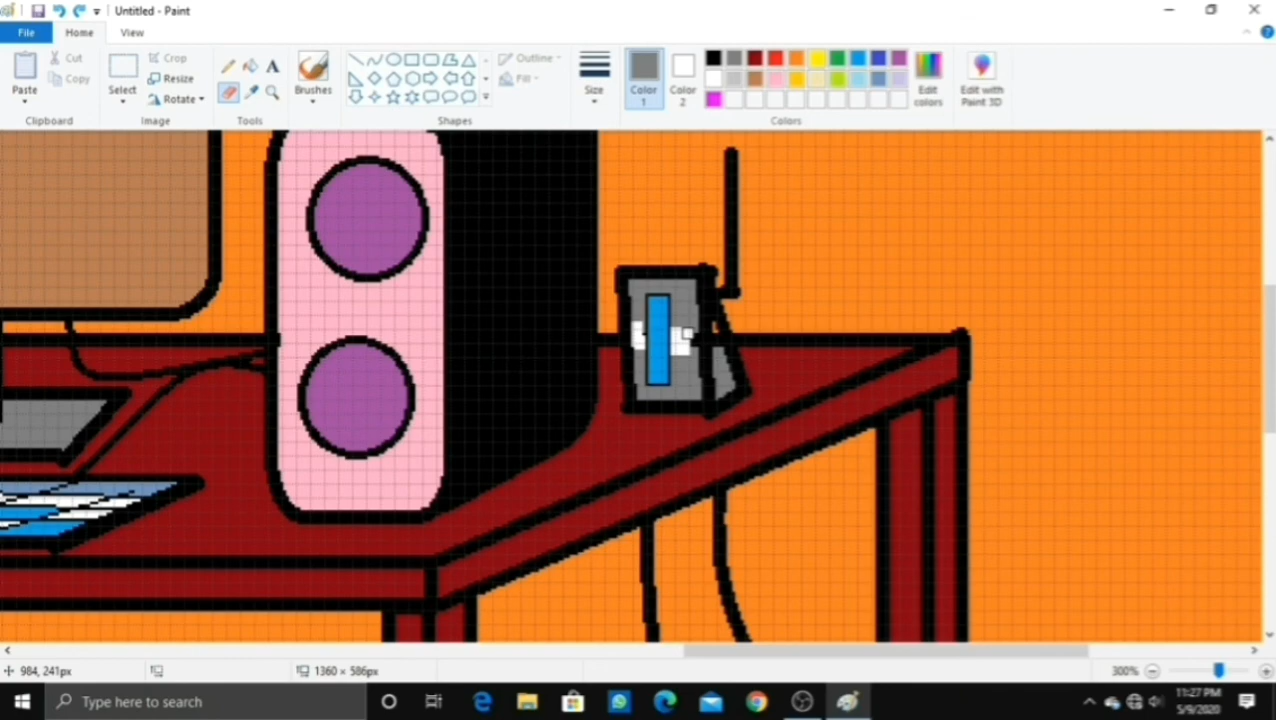 Untitled - Paint
File Home View
Paste
Cut
Copy
Clipboard
Select
Crop
Resize
Rotate
Image
Tools
Brushes
Shapes
Outline
Fill
Size
Color 1
Color 2
Edit colors
Colors
Edit with Paint 3D
984, 241px
1360 × 586px
300%
Type here to search
11:27 PM
5/9/2020